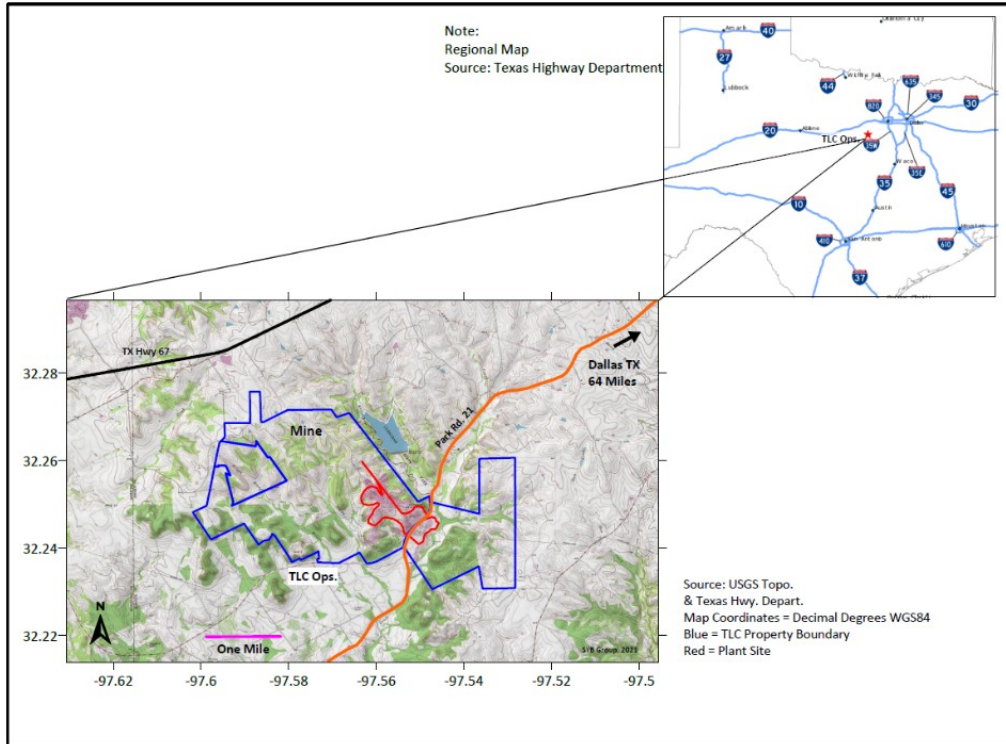 Note:
Regional Map
Source: Texas Highway Department
40
27
Lubbock
44
635
345
820
30
20
TLC Ops.
35W
35E
Waco
35
45
10
Austin
410
610
37
TX Hwy 67
Dallas TX
64 Miles
Park Rd. 21
Mine
TLC Ops.
N
One Mile
32.28
32.26
32.24
32.22
-97.62
-97.6
-97.58
-97.56
-97.54
-97.52
-97.5
Source: USGS Topo.
& Texas Hwy. Depart.
Map Coordinates = Decimal Degrees WGS84
Blue = TLC Property Boundary
Red = Plant Site